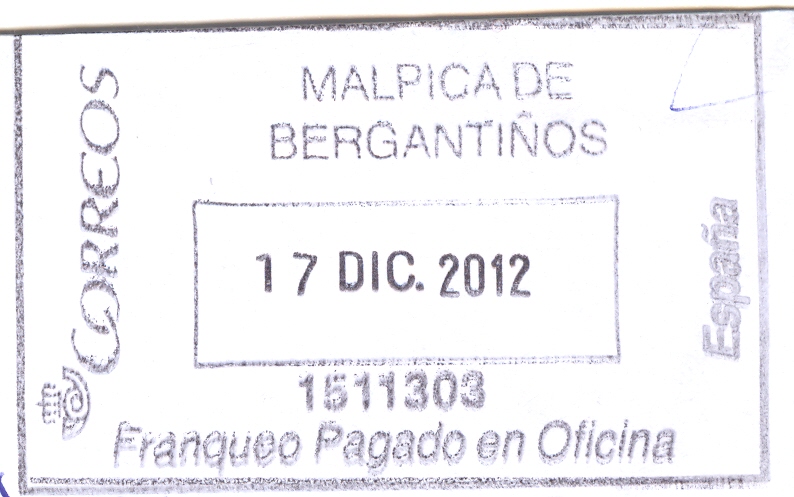 CORREOS
MALPICA DE
BERGANTIÑOS
17 DIC. 2012
España
1511303
Franqueo Pagado en Oficina